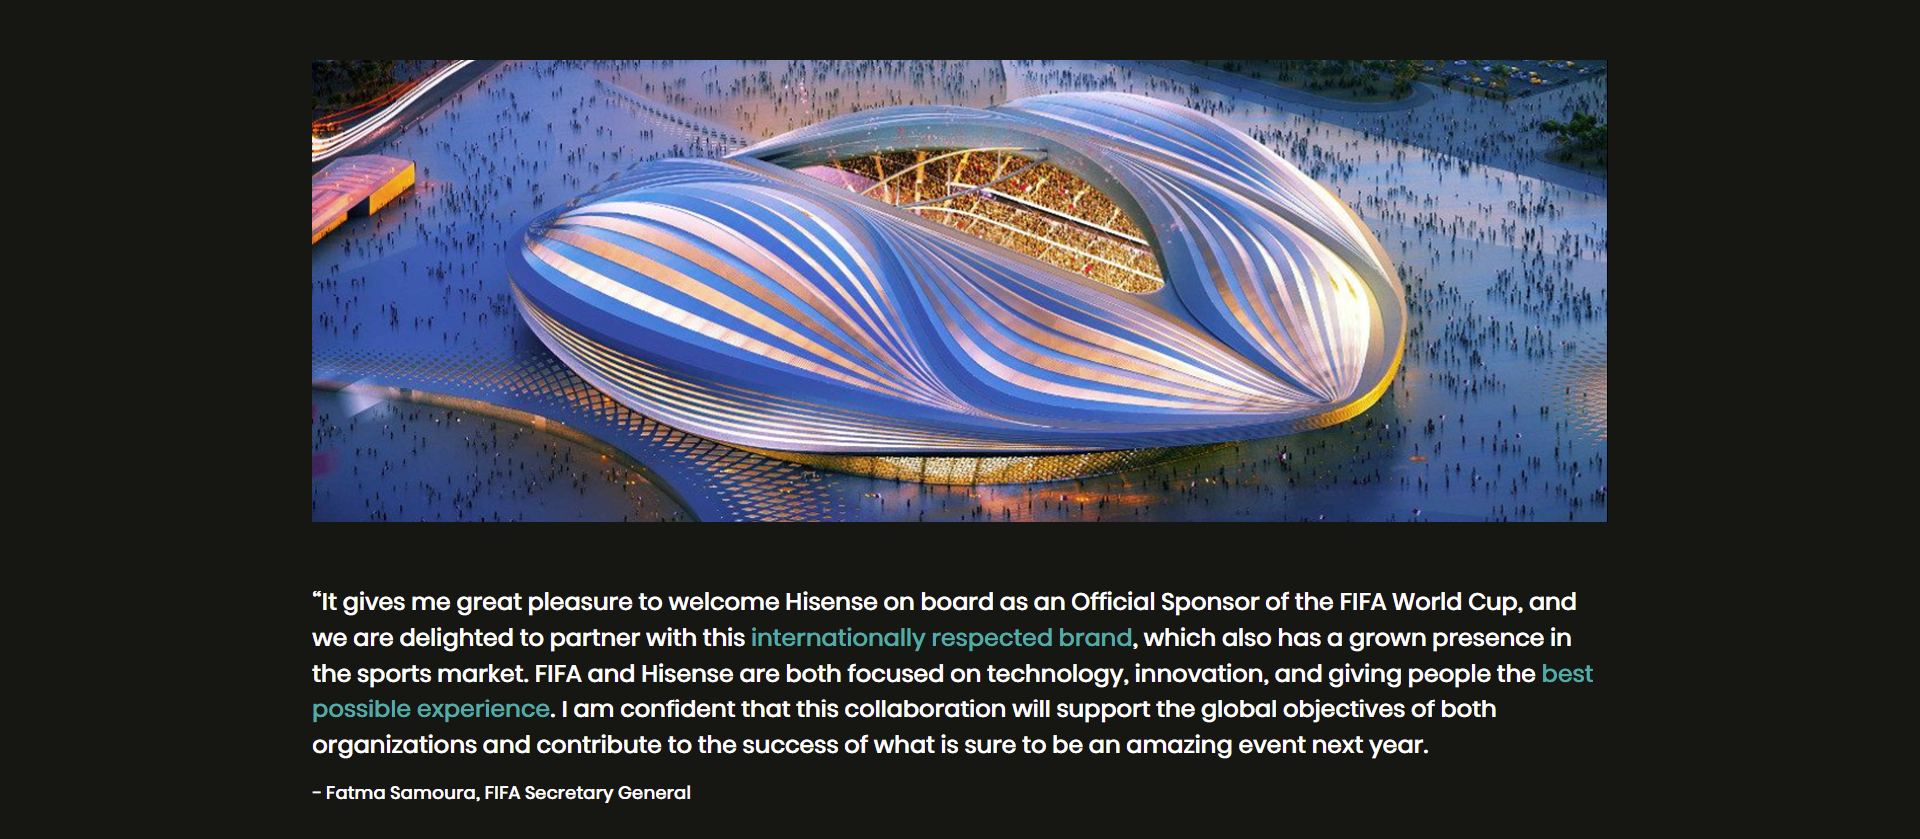 “It gives me great pleasure to welcome Hisense on board as an Official Sponsor of the FIFA World Cup, and
we are delighted to partner with this internationally respected brand, which also has a grown presence in
the sports market. FIFA and Hisense are both focused on technology, innovation, and giving people the best
possible experience. I am confident that this collaboration will support the global objectives of both
organizations and contribute to the success of what is sure to be an amazing event next year.
- Fatma Samoura, FIFA Secretary General